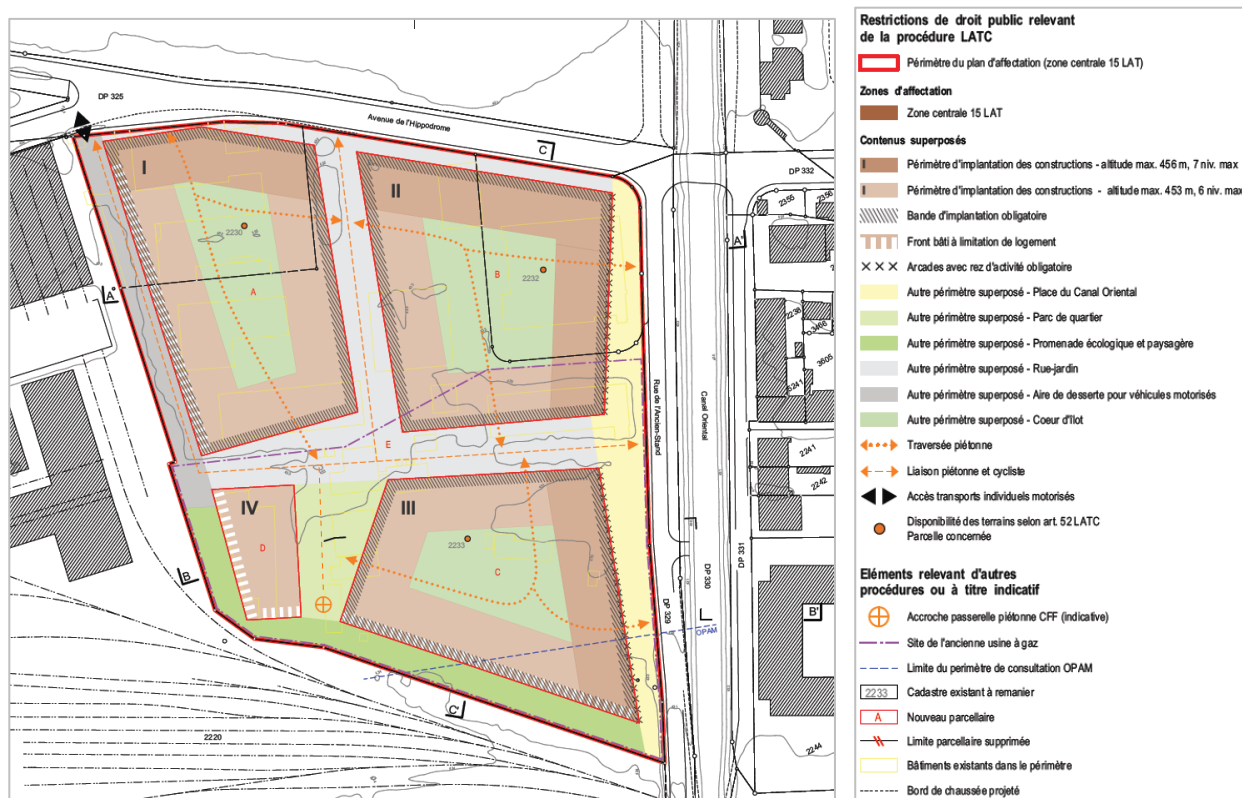 DP 325
Avenue de l'Hippodrome
C
DP 332
I
II
2355
2356
2230
A'
B
2232
A
A'
2238
3466
3605
5241
Rue de l'Ancien-Stand
Canal Oriental
E
2241
2242
IV
III
2233
D
C
DP 331
DP 330
B
DP 329
B'
OPAM
C'
2220
2244
Restrictions de droit public relevant
de la procédure LATC
Périmètre du plan d'affectation (zone centrale 15 LAT)
Zones d'affectation
Zone centrale 15 LAT
Contenus superposés
I Périmètre d'implantation des constructions - altitude max. 456 m, 7 niv. max
I Périmètre d'implantation des constructions - altitude max. 453 m, 6 niv. max
Bande d'implantation obligatoire
Front bâti à limitation de logement
Arcades avec rez d'activité obligatoire
Autre périmètre superposé - Place du Canal Oriental
Autre périmètre superposé - Parc de quartier
Autre périmètre superposé - Promenade écologique et paysagère
Autre périmètre superposé - Rue-jardin
Autre périmètre superposé - Aire de desserte pour véhicules motorisés
Autre périmètre superposé - Coeur d'îlot
Traversée piétonne
Liaison piétonne et cycliste
Accès transports individuels motorisés
Disponibilité des terrains selon art. 52 LATC
Parcelle concernée
Eléments relevant d'autres
procédures ou à titre indicatif
Accroche passerelle piétonne CFF (indicative)
Site de l'ancienne usine à gaz
Limite du périmètre de consultation OPAM
2233 Cadastre existant à remanier
A Nouveau parcellaire
Limite parcellaire supprimée
Bâtiments existants dans le périmètre
Bord de chaussée projeté